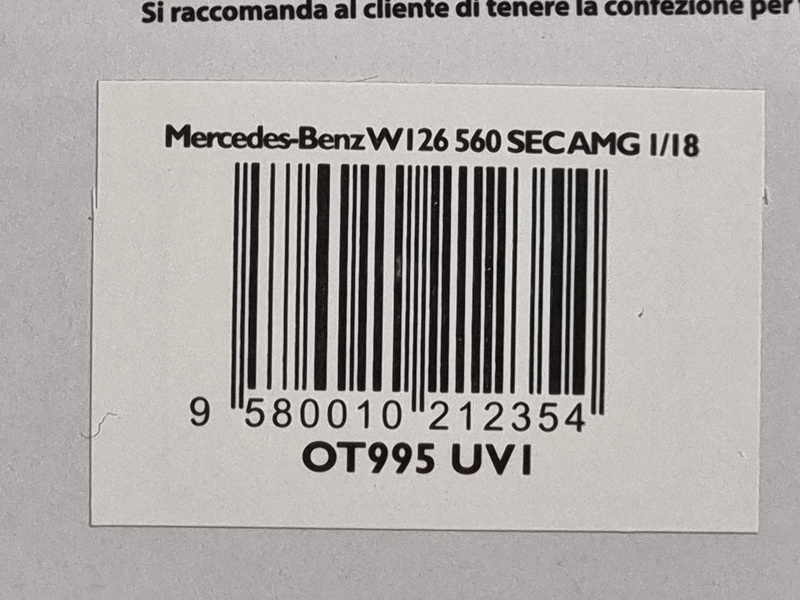 Si raccomanda al cliente di tenere la confezione per
Mercedes-Benz W126 560 SEC AMG 1/18
9 580010 212354
OT995 UV1